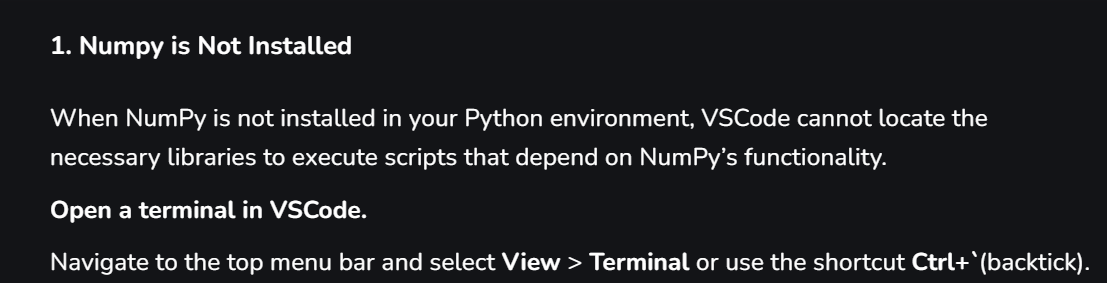 1. Numpy is Not Installed
When NumPy is not installed in your Python environment, VSCode cannot locate the
necessary libraries to execute scripts that depend on NumPy’s functionality.
Open a terminal in VSCode.
Navigate to the top menu bar and select View > Terminal or use the shortcut Ctrl+`(backtick).